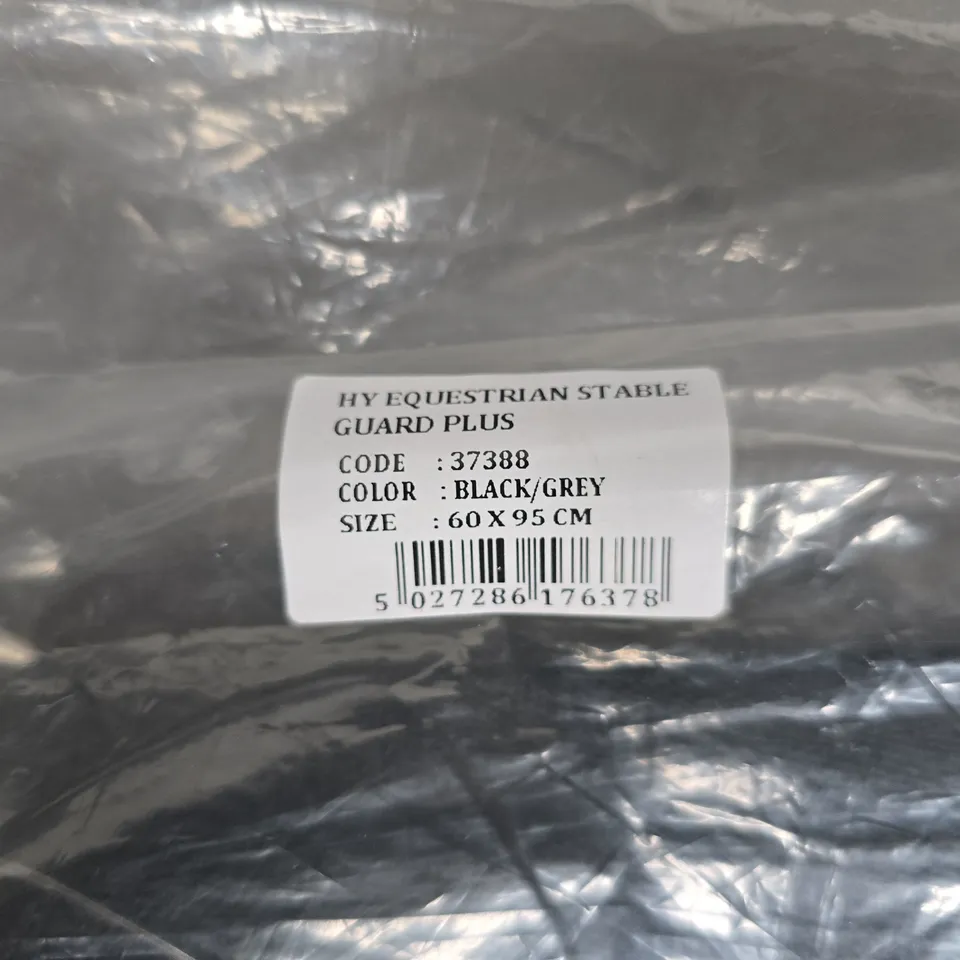 HY EQUESTRIAN STABLE
GUARD PLUS
CODE : 37388
COLOR : BLACK/GREY
SIZE : 60 X 95 CM
5 027286 176378